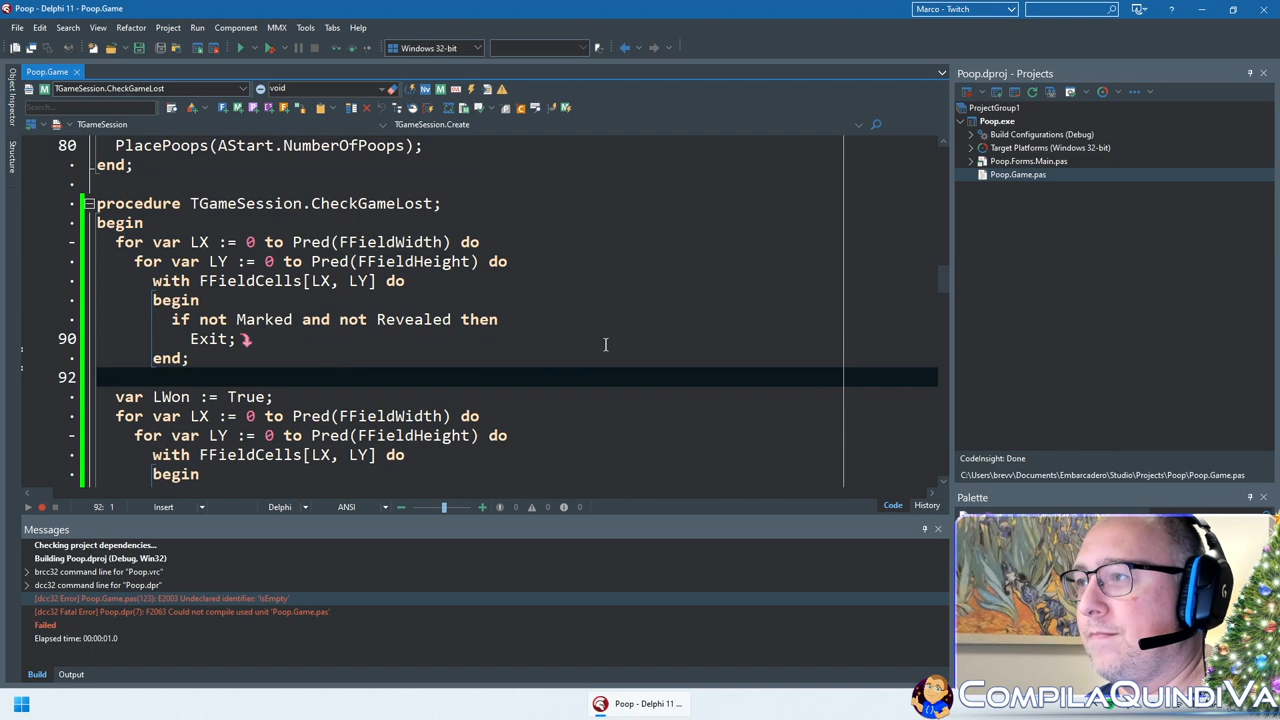 Poop - Delphi 11 - Poop.Game
Marco - Twitch
File Edit Search View Refactor Project Run Component MMX Tools Tabs Help
Windows 32-bit
Poop.Game
Poop.dproj - Projects
TGameSession.CheckGameLost
void
Search...
TGameSession
TGameSession.Create
ProjectGroup1
Poop.exe
Build Configurations (Debug)
Target Platforms (Windows 32-bit)
Poop.Forms.Main.pas
Poop.Game.pas
Object Inspector
Structure
80 PlacePoops(AStart.NumberOfPoops);
end;
procedure TGameSession.CheckGameLost;
begin
for var LX := 0 to Pred(FFieldWidth) do
for var LY := 0 to Pred(FFieldHeight) do
with FFieldCells[LX, LY] do
begin
if not Marked and not Revealed then
90 Exit;
end;
92
var LWon := True;
for var LX := 0 to Pred(FFieldWidth) do
for var LY := 0 to Pred(FFieldHeight) do
with FFieldCells[LX, LY] do
begin
CodeInsight: Done
C:\Users\brevv\Documents\Embarcadero\Studio\Projects\Poop\Poop.Game.pas
92: 1 Insert Delphi ANSI 0 0 0 Code History
Palette
Messages
Checking project dependencies...
Building Poop.dproj (Debug, Win32)
brcc32 command line for "Poop.vrc"
dcc32 command line for "Poop.dpr"
[dcc32 Error] Poop.Game.pas(123): E2003 Undeclared identifier: 'IsEmpty'
[dcc32 Fatal Error] Poop.dpr(7): F2063 Could not compile used unit 'Poop.Game.pas'
Failed
Elapsed time: 00:00:01.0
Build Output
Poop - Delphi 11 ...
COMPILAQUINDIVA